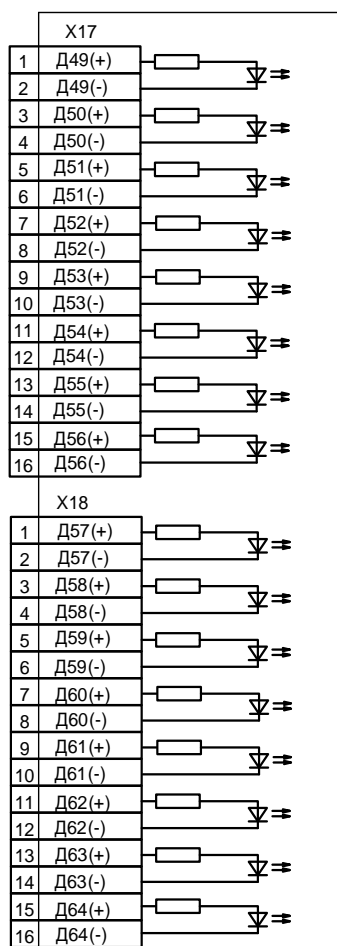 X17
1 Д49(+)
2 Д49(-)
3 Д50(+)
4 Д50(-)
5 Д51(+)
6 Д51(-)
7 Д52(+)
8 Д52(-)
9 Д53(+)
10 Д53(-)
11 Д54(+)
12 Д54(-)
13 Д55(+)
14 Д55(-)
15 Д56(+)
16 Д56(-)
X18
1 Д57(+)
2 Д57(-)
3 Д58(+)
4 Д58(-)
5 Д59(+)
6 Д59(-)
7 Д60(+)
8 Д60(-)
9 Д61(+)
10 Д61(-)
11 Д62(+)
12 Д62(-)
13 Д63(+)
14 Д63(-)
15 Д64(+)
16 Д64(-)